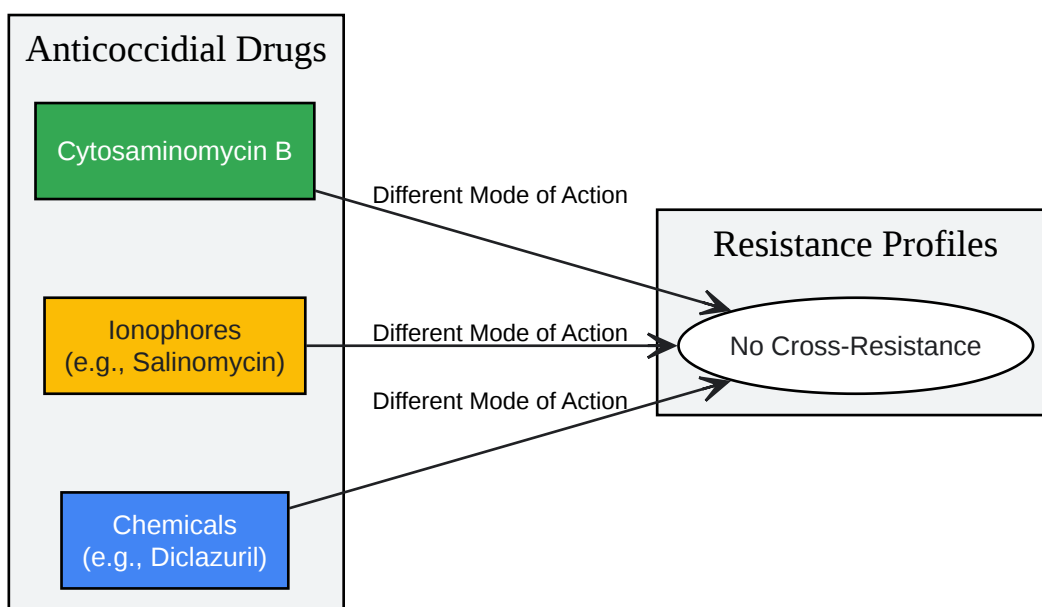 Anticoccidial Drugs
Cytosaminomycin B
Different Mode of Action
Resistance Profiles
Ionophores
(e.g., Salinomycin)
Different Mode of Action
No Cross-Resistance
Different Mode of Action
Chemicals
(e.g., Diclazuril)